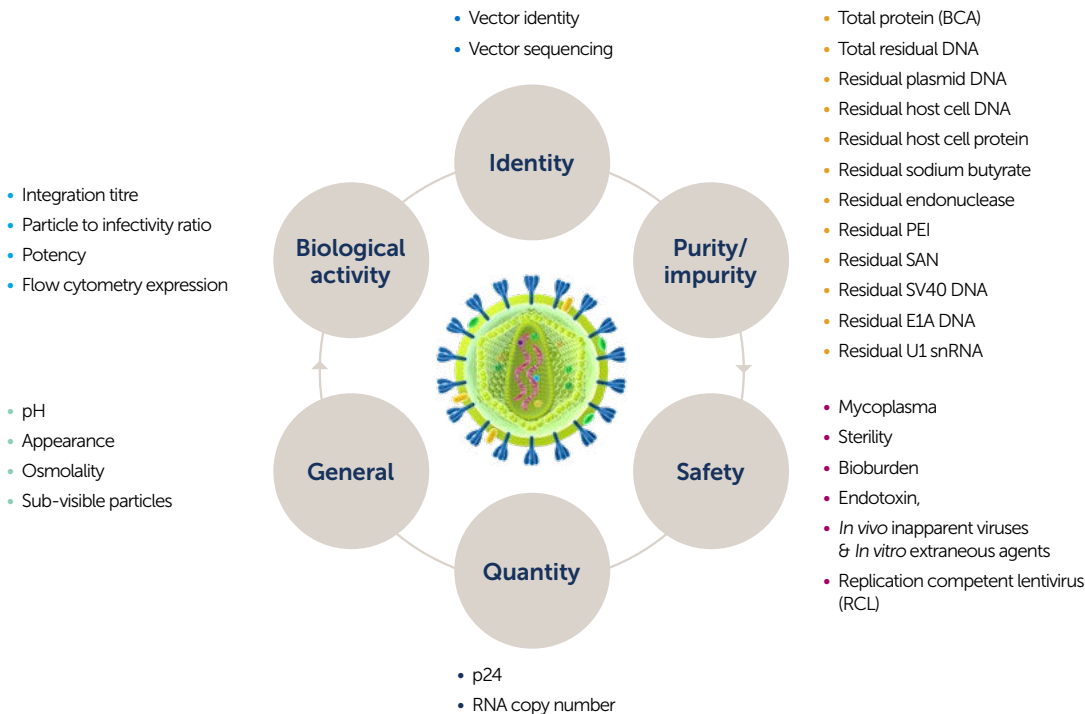 Vector identity
Vector sequencing
Identity
Total protein (BCA)
Total residual DNA
Residual plasmid DNA
Residual host cell DNA
Residual host cell protein
Residual sodium butyrate
Residual endonuclease
Residual PEI
Residual SAN
Residual SV40 DNA
Residual E1A DNA
Residual U1 snRNA
Purity/
impurity
Mycoplasma
Sterility
Bioburden
Endotoxin,
In vivo inapparent viruses
& In vitro extraneous agents
Replication competent lentivirus
(RCL)
Safety
Quantity
p24
RNA copy number
General
pH
Appearance
Osmolality
Sub-visible particles
Biological
activity
Integration titre
Particle to infectivity ratio
Potency
Flow cytometry expression